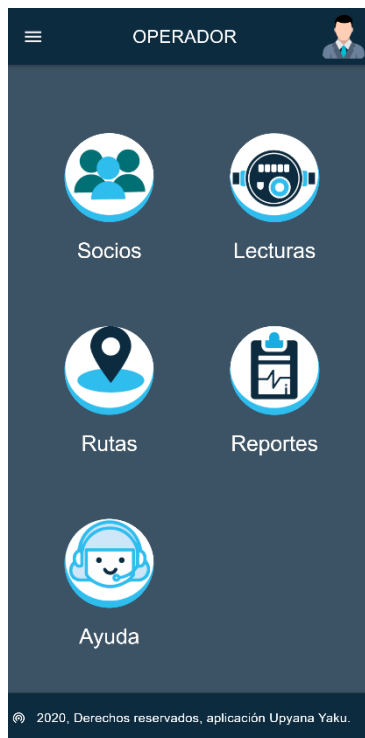 OPERADOR
Socios
Lecturas
Rutas
Reportes
Ayuda
2020, Derechos reservados, aplicación Upyana Yaku.